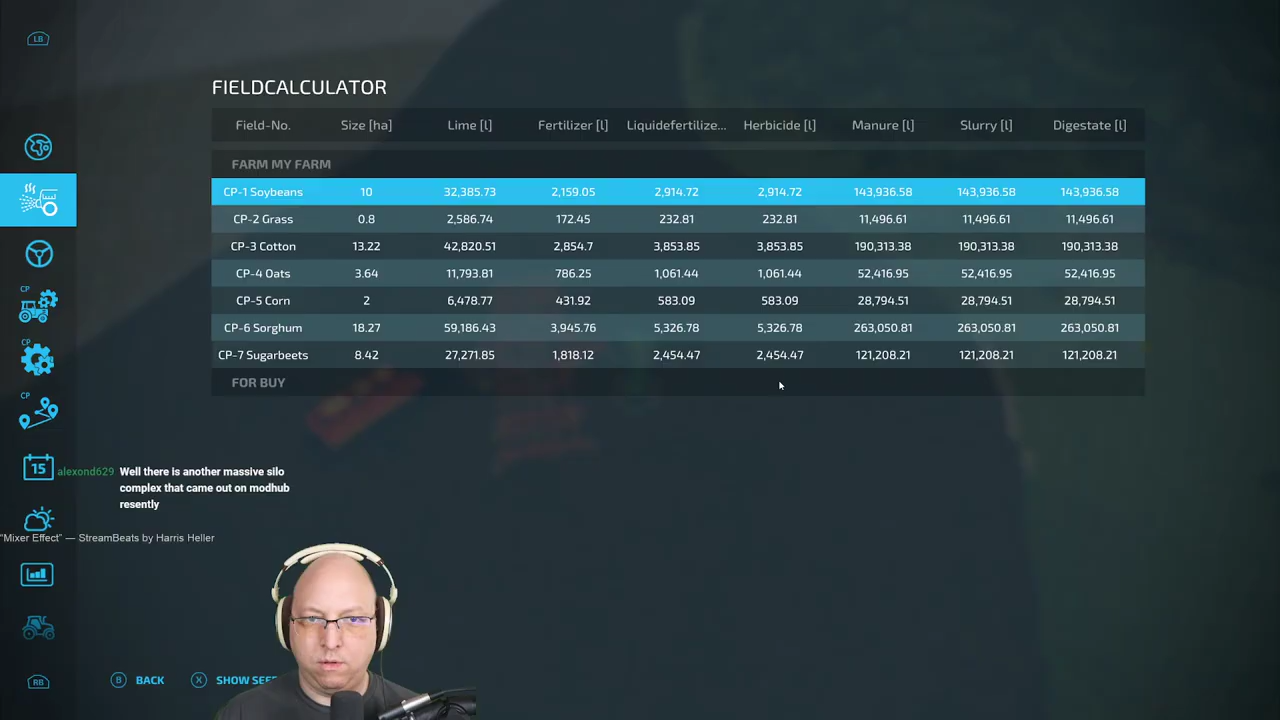 LB
FIELDCALCULATOR
Field-No. Size [ha] Lime [l] Fertilizer [l] Liquidefertilize... Herbicide [l] Manure [l] Slurry [l] Digestate [l]
FARM MY FARM
CP-1 Soybeans 10 32,385.73 2,159.05 2,914.72 2,914.72 143,936.58 143,936.58 143,936.58
CP-2 Grass 0.8 2,586.74 172.45 232.81 232.81 11,496.61 11,496.61 11,496.61
CP-3 Cotton 13.22 42,820.51 2,854.7 3,853.85 3,853.85 190,313.38 190,313.38 190,313.38
CP-4 Oats 3.64 11,793.81 786.25 1,061.44 1,061.44 52,416.95 52,416.95 52,416.95
CP-5 Corn 2 6,478.77 431.92 583.09 583.09 28,794.51 28,794.51 28,794.51
CP-6 Sorghum 18.27 59,186.43 3,945.76 5,326.78 5,326.78 263,050.81 263,050.81 263,050.81
CP-7 Sugarbeets 8.42 27,271.85 1,818.12 2,454.47 2,454.47 121,208.21 121,208.21 121,208.21
FOR BUY
CP
CP
CP
15
alexond629 Well there is another massive silo
complex that came out on modhub
resently
"Mixer Effect" — StreamBeats by Harris Heller
RB
B BACK X SHOW